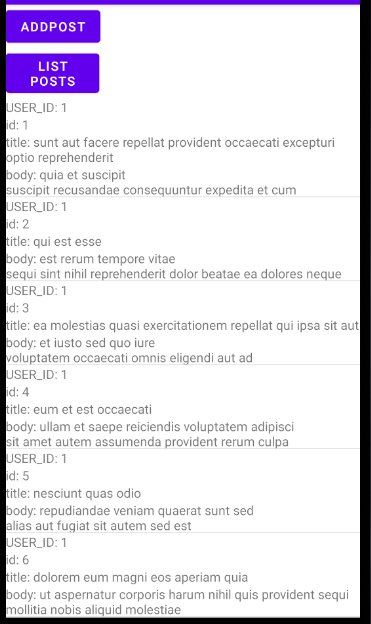 ADDPOST
LIST
POSTS
USER_ID: 1
id: 1
title: sunt aut facere repellat provident occaecati excepturi
optio reprehenderit
body: quia et suscipit
suscipit recusandae consequuntur expedita et cum
USER_ID: 1
id: 2
title: qui est esse
body: est rerum tempore vitae
sequi sint nihil reprehenderit dolor beatae ea dolores neque
USER_ID: 1
id: 3
title: ea molestias quasi exercitationem repellat qui ipsa sit aut
body: et iusto sed quo iure
voluptatem occaecati omnis eligendi aut ad
USER_ID: 1
id: 4
title: eum et est occaecati
body: ullam et saepe reiciendis voluptatem adipisci
sit amet autem assumenda provident rerum culpa
USER_ID: 1
id: 5
title: nesciunt quas odio
body: repudiandae veniam quaerat sunt sed
alias aut fugiat sit autem sed est
USER_ID: 1
id: 6
title: dolorem eum magni eos aperiam quia
body: ut aspernatur corporis harum nihil quis provident sequi
mollitia nobis aliquid molestiae